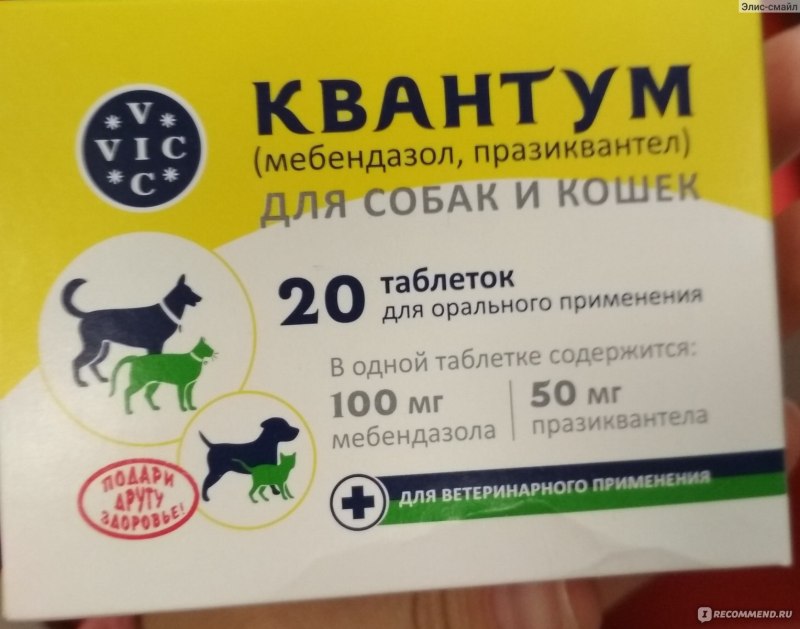 Элис-смайл
V
VIC
C
КВАНТУМ
(мебендазол, празиквантел)
ДЛЯ СОБАК И КОШЕК
20 таблеток
для орального применения
В одной таблетке содержится:
100 мг
мебендазола
50 мг
празиквантела
ПОДАРИ
ДРУГУ
ЗДОРОВЬЕ!
ДЛЯ ВЕТЕРИНАРНОГО ПРИМЕНЕНИЯ
I RECOMMEND.RU